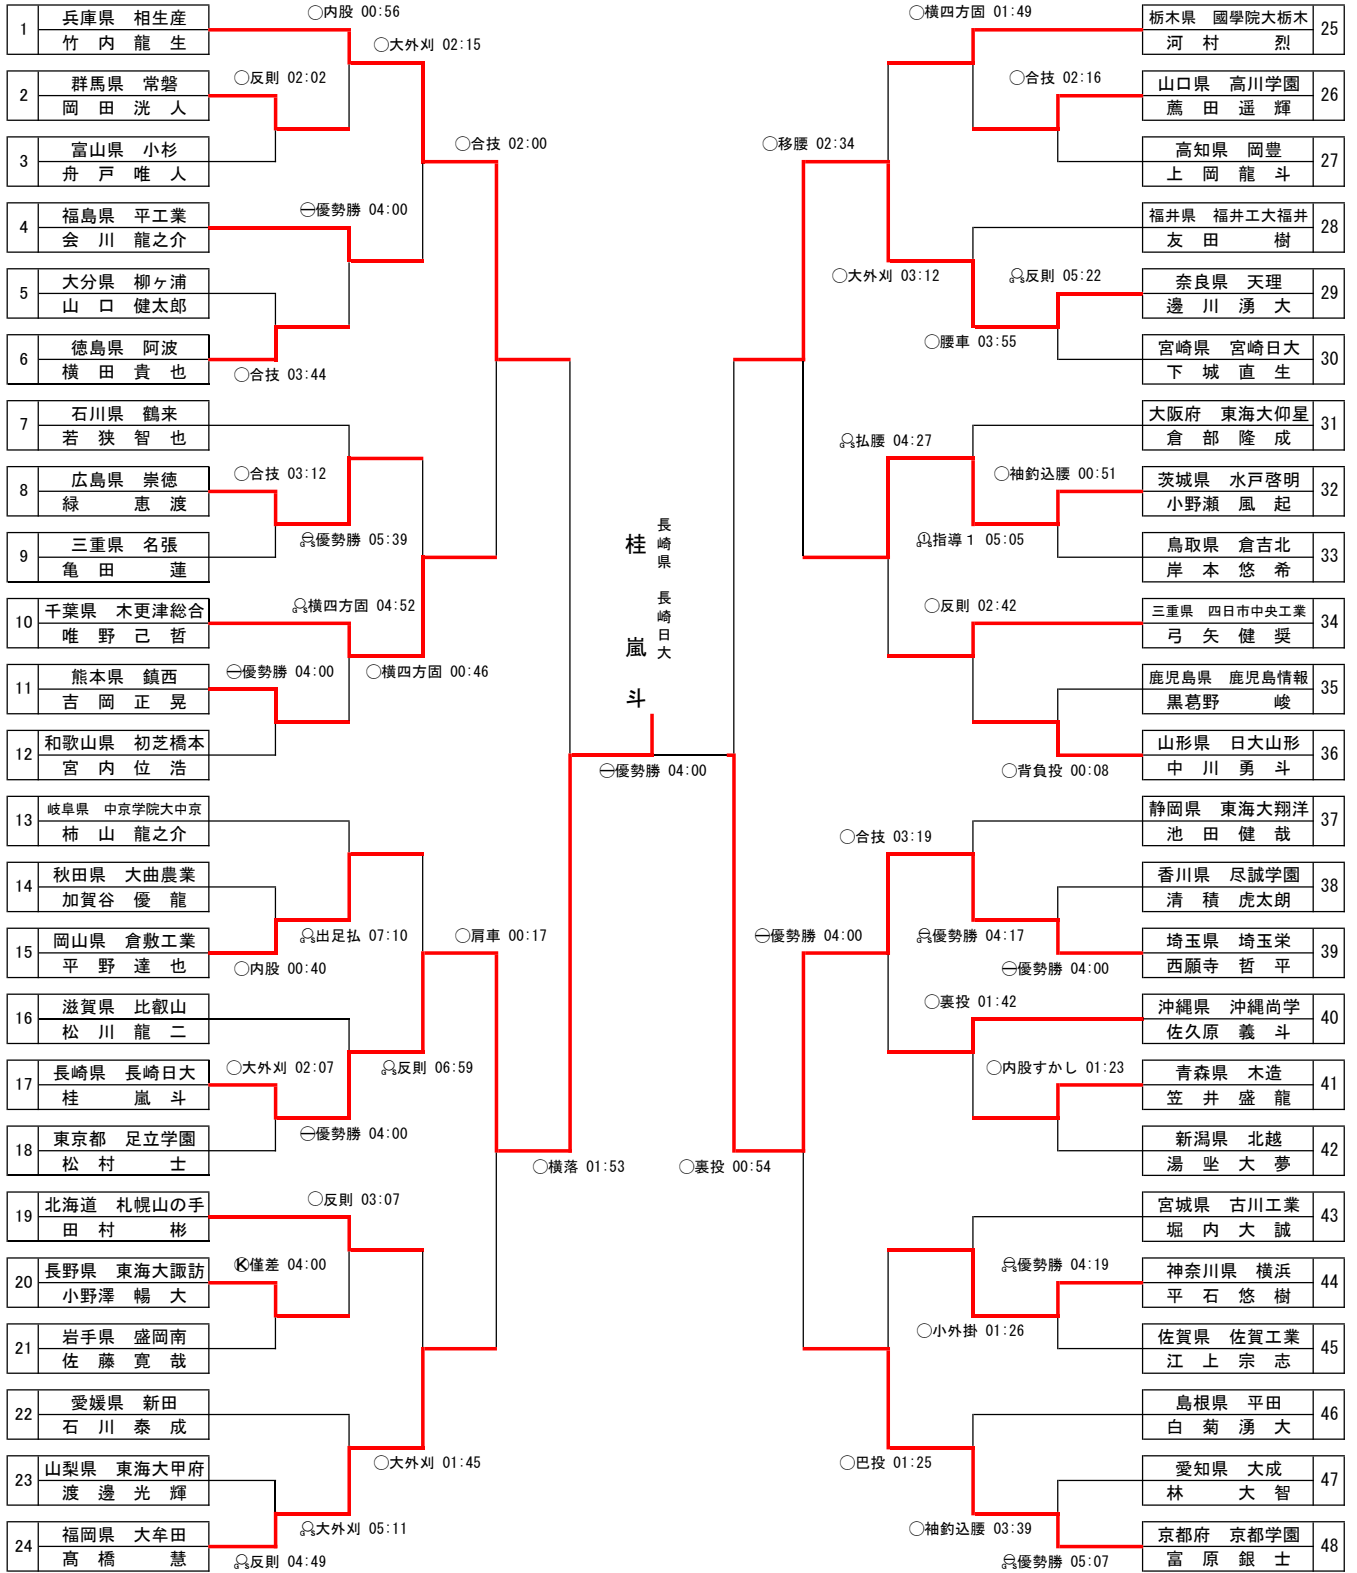 1
兵庫県　相生産
竹 内 龍 生
2
群馬県　常磐
岡 田 洸 人
3
富山県　小杉
舟 戸 唯 人
4
福島県　平工業
会 川 龍之介
5
大分県　柳ヶ浦
山 口 健太郎
6
徳島県　阿波
横 田 貴 也
7
石川県　鶴来
若 狭 智 也
8
広島県　崇徳
緑 恵 渡
9
三重県　名張
亀 田 蓮
10
千葉県　木更津総合
唯 野 己 哲
11
熊本県　鎮西
吉 岡 正 晃
12
和歌山県　初芝橋本
宮 内 位 浩
13
岐阜県　中京学院大中京
柿 山 龍之介
14
秋田県　大曲農業
加賀谷 優 龍
15
岡山県　倉敷工業
平 野 達 也
16
滋賀県　比叡山
松 川 龍 二
17
長崎県　長崎日大
桂 嵐 斗
18
東京都　足立学園
松 村 士
19
北海道　札幌山の手
田 村 彬
20
長野県　東海大諏訪
小野澤 暢 大
21
岩手県　盛岡南
佐 藤 寛 哉
22
愛媛県　新田
石 川 泰 成
23
山梨県　東海大甲府
渡 邊 光 輝
24
福岡県　大牟田
髙 橋 慧
○内股 00:56
○大外刈 02:15
○反則 02:02
○合技 02:00
㊀優勢勝 04:00
○合技 03:44
○合技 03:12
優勢勝 05:39
横四方固 04:52
㊀優勢勝 04:00
○横四方固 00:46
出足払 07:10
○内股 00:40
○肩車 00:17
○大外刈 02:07
反則 06:59
㊀優勢勝 04:00
○横落 01:53
○反則 03:07
Ⓚ僅差 04:00
○大外刈 01:45
大外刈 05:11
反則 04:49
長崎県　長崎日大
桂 嵐 斗
㊀優勢勝 04:00
○横四方固 01:49
○合技 02:16
○移腰 02:34
○大外刈 03:12
反則 05:22
○腰車 03:55
払腰 04:27
○袖釣込腰 00:51
①指導１ 05:05
○反則 02:42
○背負投 00:08
○合技 03:19
㊀優勢勝 04:00
優勢勝 04:17
㊀優勢勝 04:00
○裏投 01:42
○内股すかし 01:23
○裏投 00:54
優勢勝 04:19
○小外掛 01:26
○巴投 01:25
○袖釣込腰 03:39
優勢勝 05:07
栃木県　國學院大栃木
河 村 烈
25
山口県　高川学園
薦 田 遥 輝
26
高知県　岡豊
上 岡 龍 斗
27
福井県　福井工大福井
友 田 樹
28
奈良県　天理
邊 川 湧 大
29
宮崎県　宮崎日大
下 城 直 生
30
大阪府　東海大仰星
倉 部 隆 成
31
茨城県　水戸啓明
小野瀬 風 起
32
鳥取県　倉吉北
岸 本 悠 希
33
三重県　四日市中央工業
弓 矢 健 奨
34
鹿児島県　鹿児島情報
黒葛野 峻
35
山形県　日大山形
中 川 勇 斗
36
静岡県　東海大翔洋
池 田 健 哉
37
香川県　尽誠学園
清 積 虎太朗
38
埼玉県　埼玉栄
西願寺 哲 平
39
沖縄県　沖縄尚学
佐久原 義 斗
40
青森県　木造
笠 井 盛 龍
41
新潟県　北越
湯 埜 大 夢
42
宮城県　古川工業
堀 内 大 誠
43
神奈川県　横浜
平 石 悠 樹
44
佐賀県　佐賀工業
江 上 宗 志
45
島根県　平田
白 菊 湧 大
46
愛知県　大成
林 大 智
47
京都府　京都学園
富 原 銀 士
48